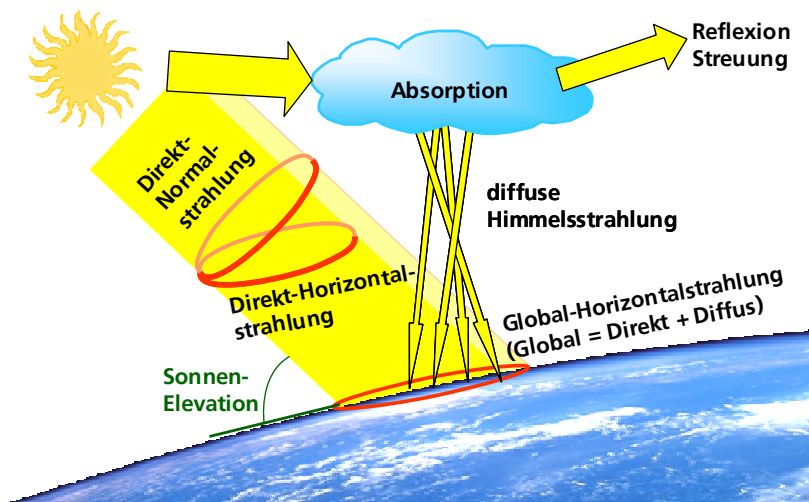 Reflexion
Streuung
Absorption
Direkt-
Normal-
strahlung
diffuse
Himmelsstrahlung
Direkt-Horizontal-
strahlung
Global-Horizontalstrahlung
(Global = Direkt + Diffus)
Sonnen-
Elevation